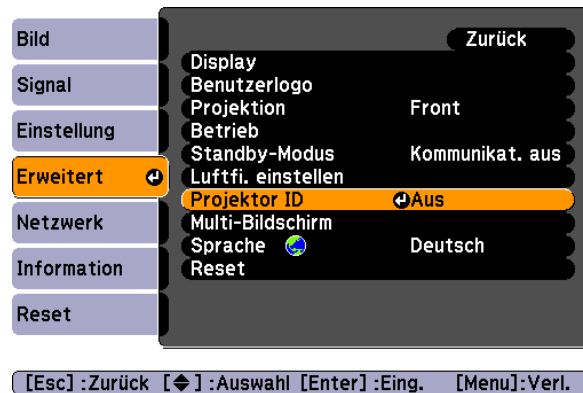 Bild
Signal
Einstellung
Erweitert
Netzwerk
Information
Reset
Zurück
Display
Benutzerlogo
Projektion Front
Betrieb
Standby-Modus Kommunikat. aus
Luftfi. einstellen
Projektor ID Aus
Multi-Bildschirm
Sprache Deutsch
Reset
[Esc] :Zurück [◆] :Auswahl [Enter] :Eing. [Menu]:Verl.